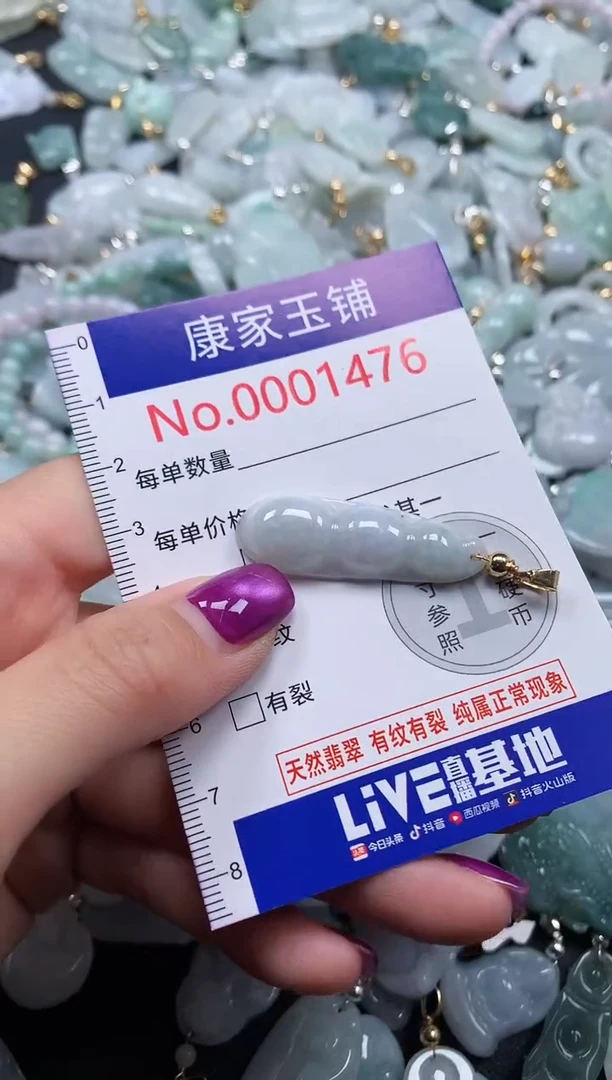 康家玉铺
No.0001476
0
1
2
3
6
7
8
每单数量
每单价格
其一
1
寸参照
硬币
纹
□有裂
天然翡翠 有纹有裂 纯属正常现象
LiVE直播基地
今日头条 抖音 西瓜视频 抖音火山版